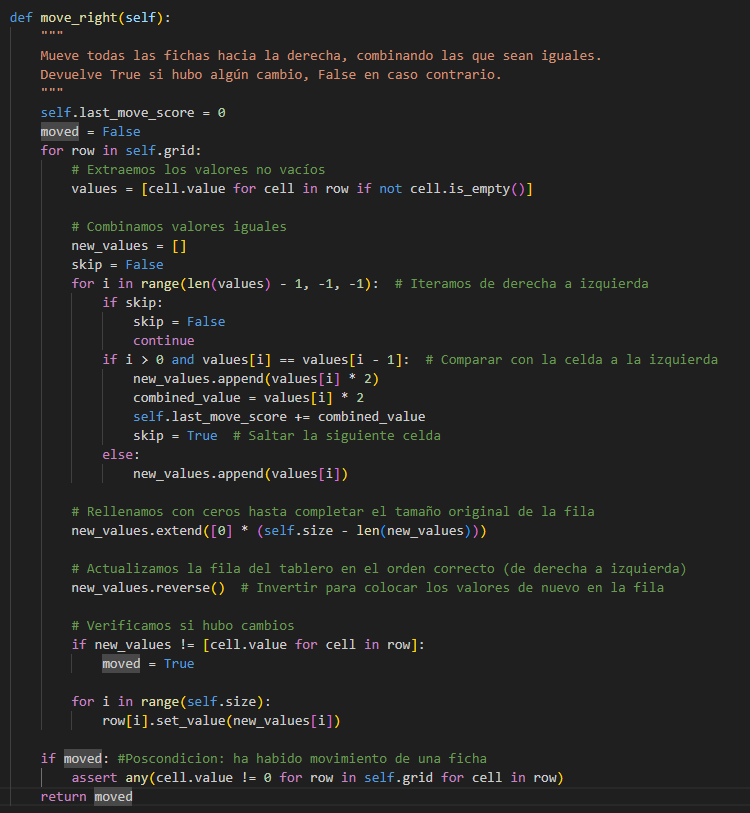 def move_right(self):
    """
    Mueve todas las fichas hacia la derecha, combinando las que sean iguales.
    Devuelve True si hubo algún cambio, False en caso contrario.
    """
    self.last_move_score = 0
    moved = False
    for row in self.grid:
        # Extraemos los valores no vacíos
        values = [cell.value for cell in row if not cell.is_empty()]

        # Combinamos valores iguales
        new_values = []
        skip = False
        for i in range(len(values) - 1, -1, -1):  # Iteramos de derecha a izquierda
            if skip:
                skip = False
                continue
            if i > 0 and values[i] == values[i - 1]:  # Comparar con la celda a la izquierda
                new_values.append(values[i] * 2)
                combined_value = values[i] * 2
                self.last_move_score += combined_value
                skip = True  # Saltar la siguiente celda
            else:
                new_values.append(values[i])

        # Rellenamos con ceros hasta completar el tamaño original de la fila
        new_values.extend([0] * (self.size - len(new_values)))

        # Actualizamos la fila del tablero en el orden correcto (de derecha a izquierda)
        new_values.reverse()  # Invertir para colocar los valores de nuevo en la fila

        # Verificamos si hubo cambios
        if new_values != [cell.value for cell in row]:
            moved = True

        for i in range(self.size):
            row[i].set_value(new_values[i])

    if moved: #Poscondicion: ha habido movimiento de una ficha
        assert any(cell.value != 0 for row in self.grid for cell in row)
    return moved